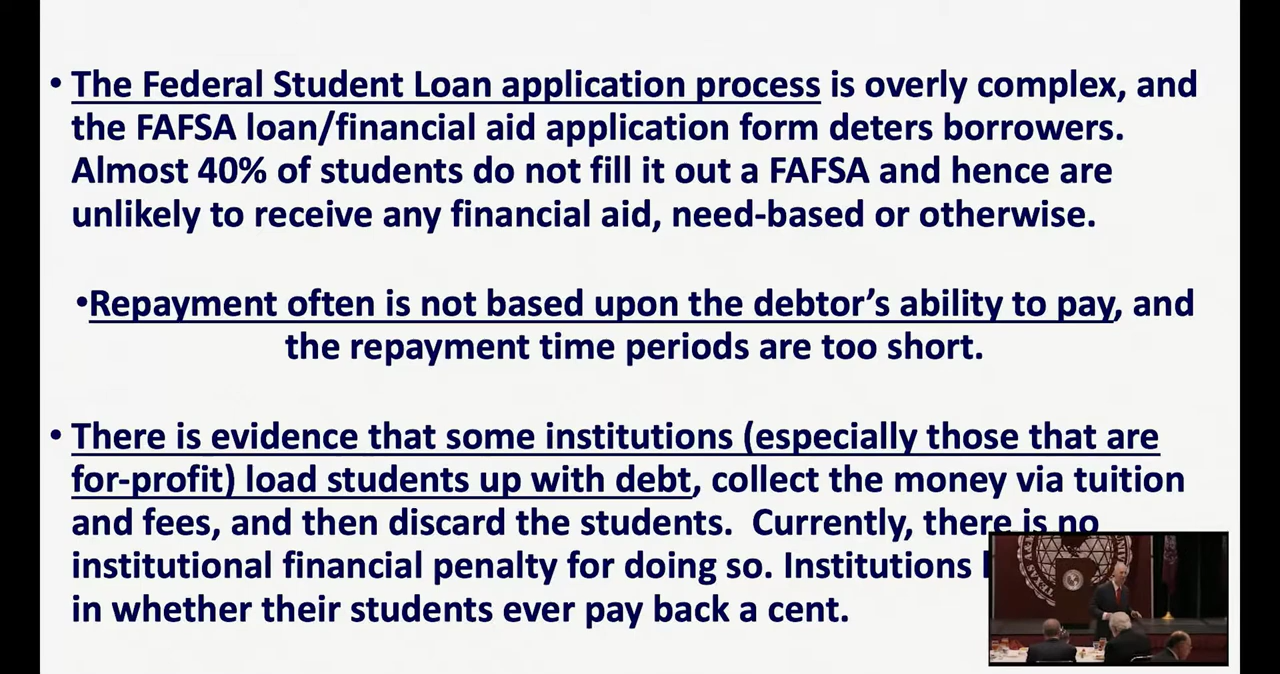 • The Federal Student Loan application process is overly complex, and
the FAFSA loan/financial aid application form deters borrowers.
Almost 40% of students do not fill it out a FAFSA and hence are
unlikely to receive any financial aid, need-based or otherwise.
•Repayment often is not based upon the debtor’s ability to pay, and
the repayment time periods are too short.
• There is evidence that some institutions (especially those that are
for-profit) load students up with debt, collect the money via tuition
and fees, and then discard the students.  Currently, there is no
institutional financial penalty for doing so. Institutions
in whether their students ever pay back a cent.